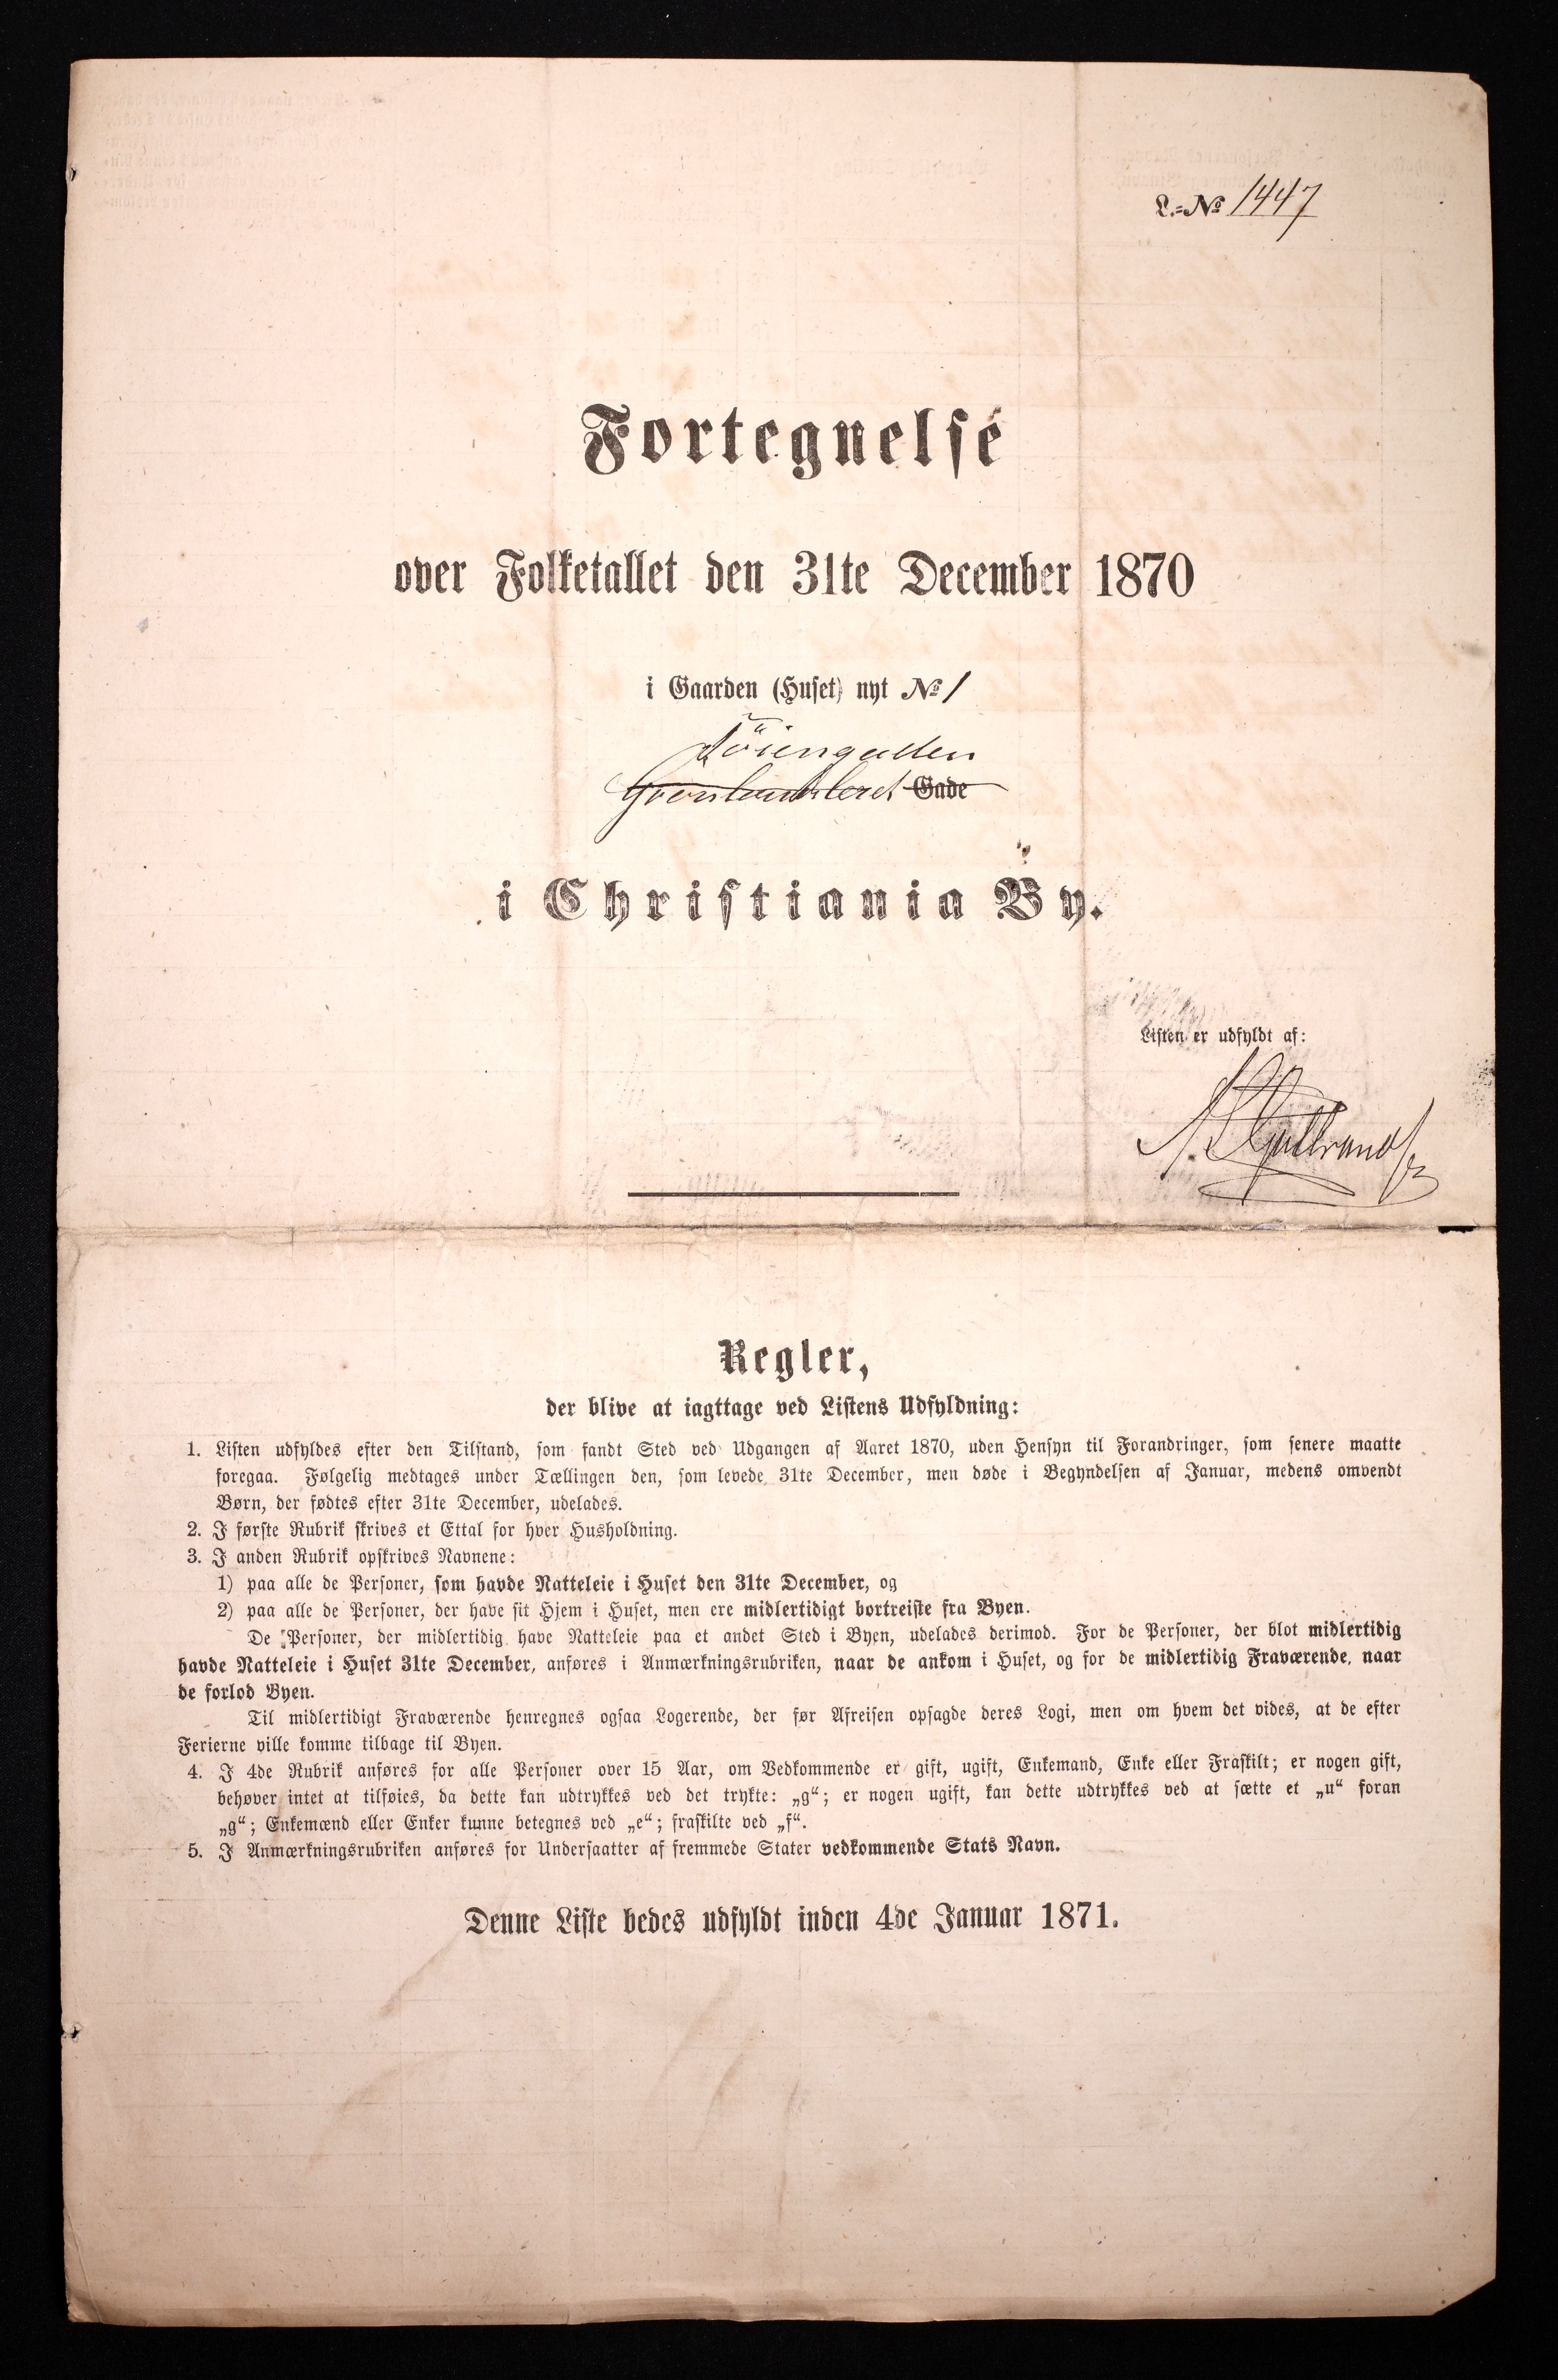 L.-№ 1447
Fortegnelse
over Folketallet den 31te December 1870
i Gaarden (Huset) nyt № 1
Töiengaden
Grønlandsleret Gade
i Christiania By.
Listen er udfyldt af:
Regler,
der blive at iagttage ved Listens Udfyldning:
1. Listen udfyldes efter den Tilstand, som fandt Sted ved Udgangen af Aaret 1870, uden Hensyn til Forandringer, som senere maatte
foregaa. Følgelig medtages under Tællingen den, som levede 31te December, men døde i Begyndelsen af Januar, medens omvendt
Børn, der fødtes efter 31te December, udelades.
2. I første Rubrik skrives et Ettal for hver Husholdning.
3. I anden Rubrik opskrives Navnene:
1) paa alle de Personer, som havde Natteleie i Huset den 31te December, og
2) paa alle de Personer, der have sit Hjem i Huset, men ere midlertidigt bortreiste fra Byen.
De Personer, der midlertidig have Natteleie paa et andet Sted i Byen, udelades derimod. For de Personer, der blot midlertidig
havde Natteleie i Huset 31te December, anføres i Anmærkningsrubriken, naar de ankom i Huset, og for de midlertidig Fraværende, naar
de forlod Byen.
Til midlertidigt Fraværende henregnes ogsaa Logerende, der før Afreisen opsagde deres Logi, men om hvem det vides, at de efter
Ferierne ville komme tilbage til Byen.
4. I 4de Rubrik anføres for alle Personer over 15 Aar, om Vedkommende er gift, ugift, Enkemand, Enke eller Fraskilt; er nogen gift,
behøver intet at tilføies, da dette kan udtrykkes ved det trykte: „g“; er nogen ugift, kan dette udtrykkes ved at sætte et „u“ foran
„g“; Enkemænd eller Enker kunne betegnes ved „e“; fraskilte ved „f“.
5. I Anmærkningsrubriken anføres for Undersaatter af fremmede Stater vedkommende Stats Navn.
Denne Liste bedes udfyldt inden 4de Januar 1871.